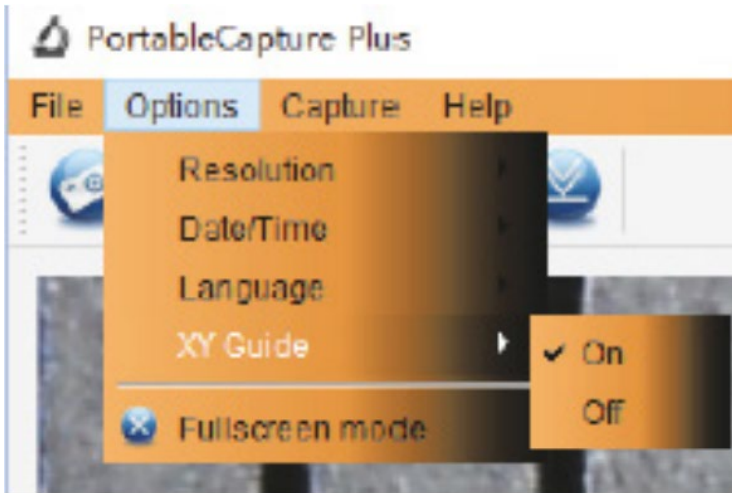 PortableCapture Plus
File Options Capture Help
Resolution
Date/Time
Language
XY Guide
On
Off
Fullscreen mode